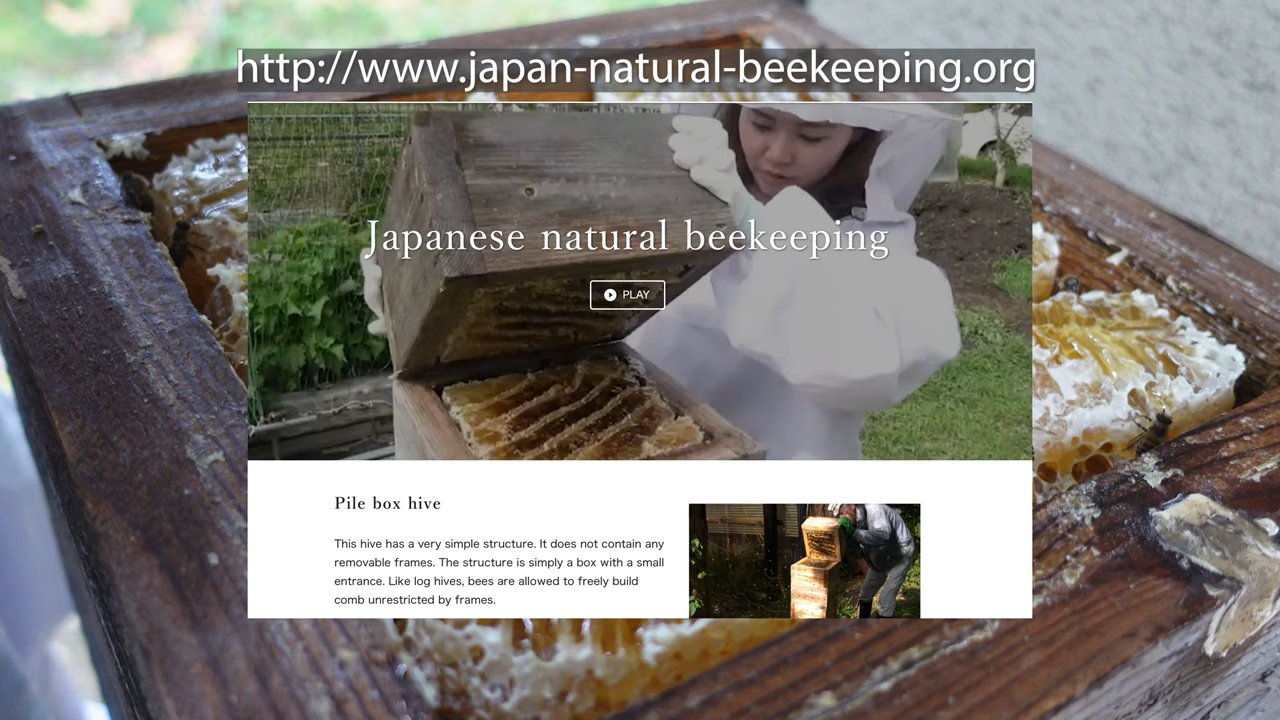 http://www.japan-natural-beekeeping.org
Japanese natural beekeeping
PLAY
Pile box hive
This hive has a very simple structure. It does not contain any
removable frames. The structure is simply a box with a small
entrance. Like log hives, bees are allowed to freely build
comb unrestricted by frames.